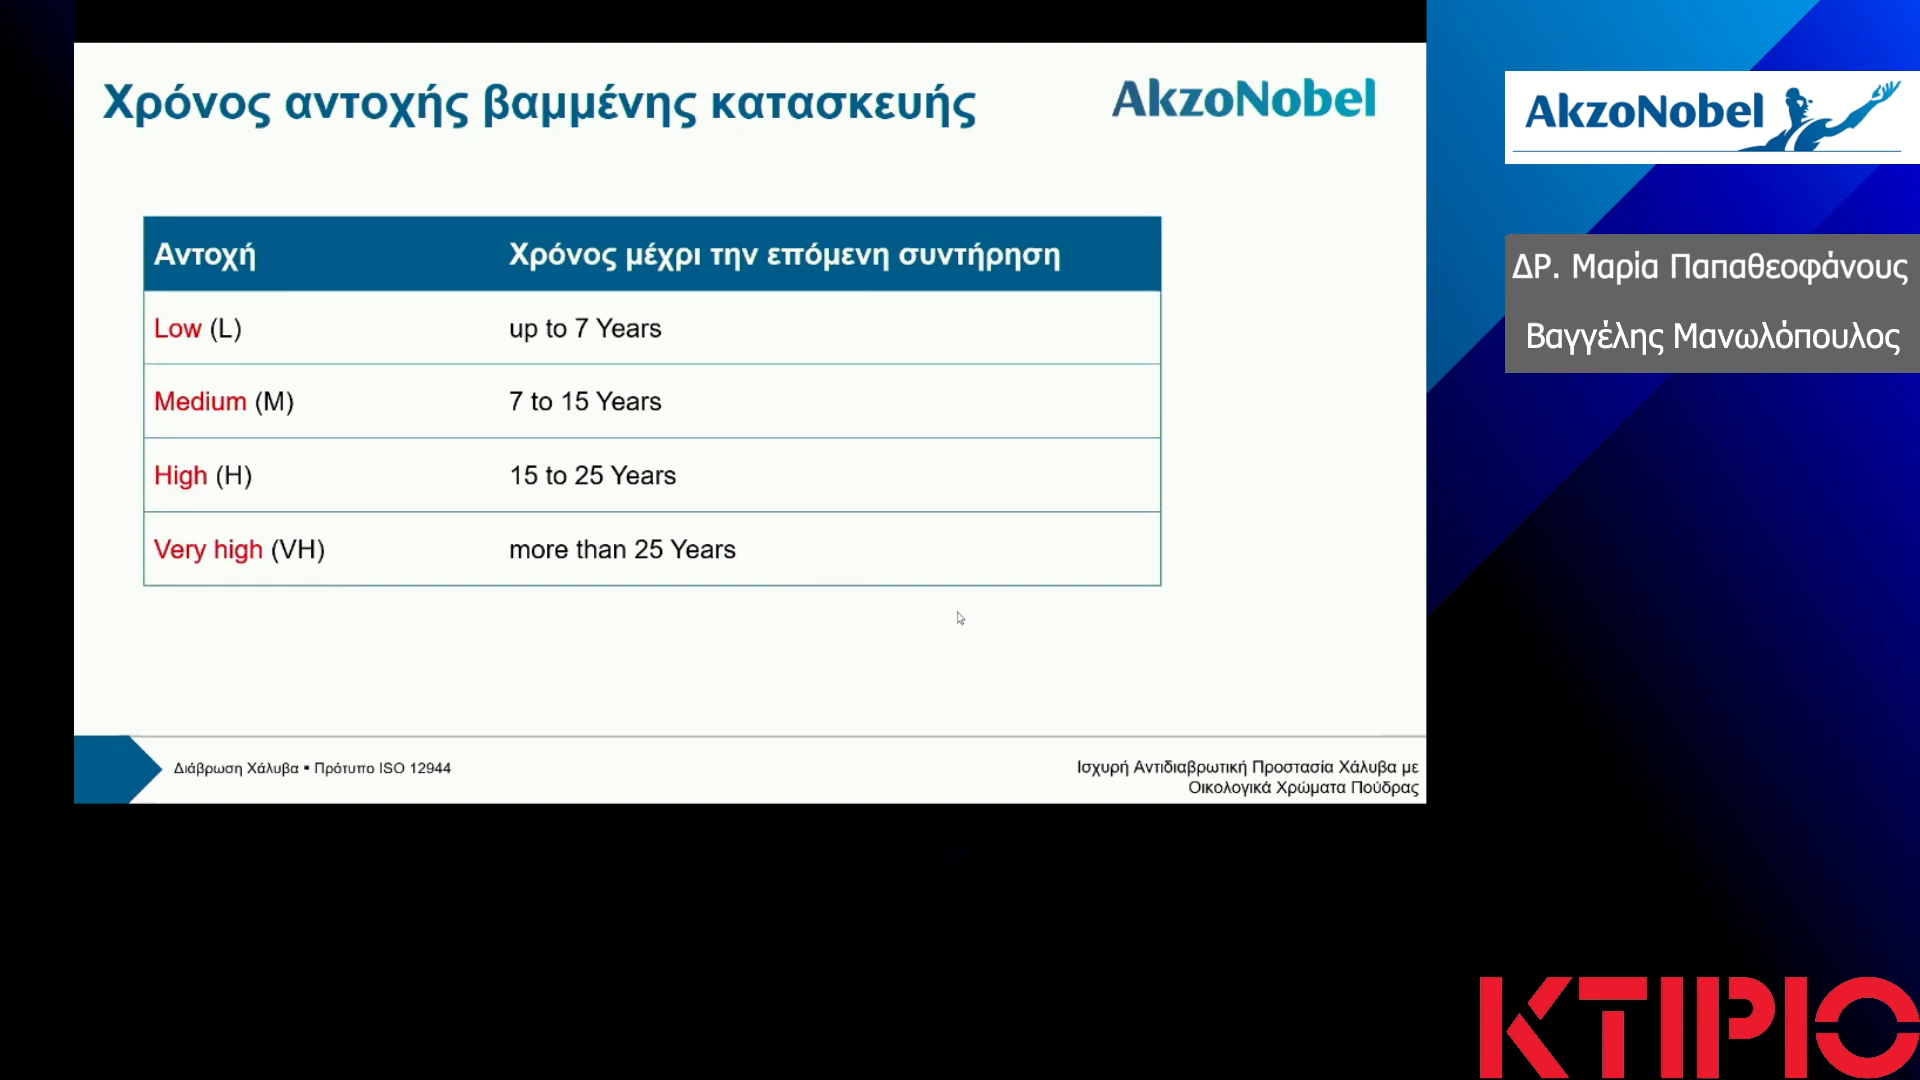 Χρόνος αντοχής βαμμένης κατασκευής
AkzoNobel
Αντοχή Χρόνος μέχρι την επόμενη συντήρηση
Low (L) up to 7 Years
Medium (M) 7 to 15 Years
High (H) 15 to 25 Years
Very high (VH) more than 25 Years
Διάβρωση Χάλυβα ▪ Πρότυπο ISO 12944
Ισχυρή Αντιδιαβρωτική Προστασία Χάλυβα με
Οικολογικά Χρώματα Πούδρας
AkzoNobel
ΔΡ. Μαρία Παπαθεοφάνους
Βαγγέλης Μανωλόπουλος
ΚΤΙΡΙΟ